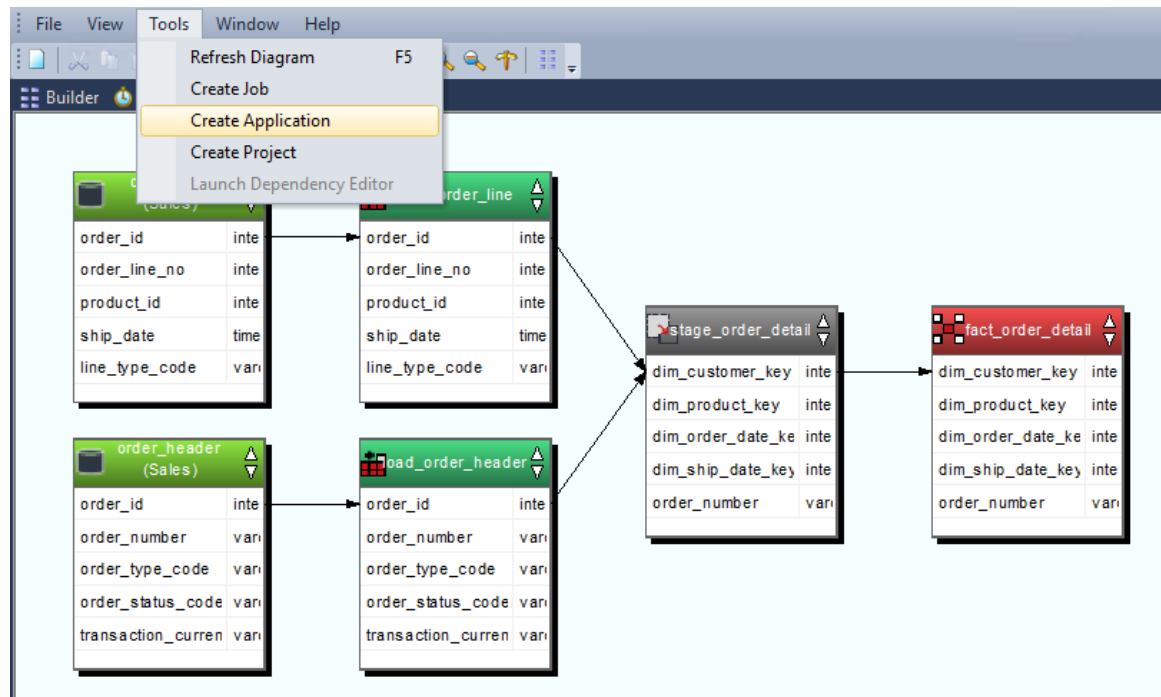 File View Tools Window Help
Refresh Diagram F5
Create Job
Builder
Create Application
Create Project
Launch Dependency Editor
(Sales)
order_id inte
order_line_no inte
product_id inte
ship_date time
line_type_code var
order_line
order_id inte
order_line_no inte
product_id inte
ship_date time
line_type_code var
order_header
(Sales)
order_id inte
order_number var
order_type_code var
order_status_code var
transaction_curren var
oad_order_header
order_id inte
order_number var
order_type_code var
order_status_code var
transaction_curren var
stage_order_detail
dim_customer_key inte
dim_product_key inte
dim_order_date_ke inte
dim_ship_date_key inte
order_number var
fact_order_detail
dim_customer_key inte
dim_product_key inte
dim_order_date_ke inte
dim_ship_date_key inte
order_number var